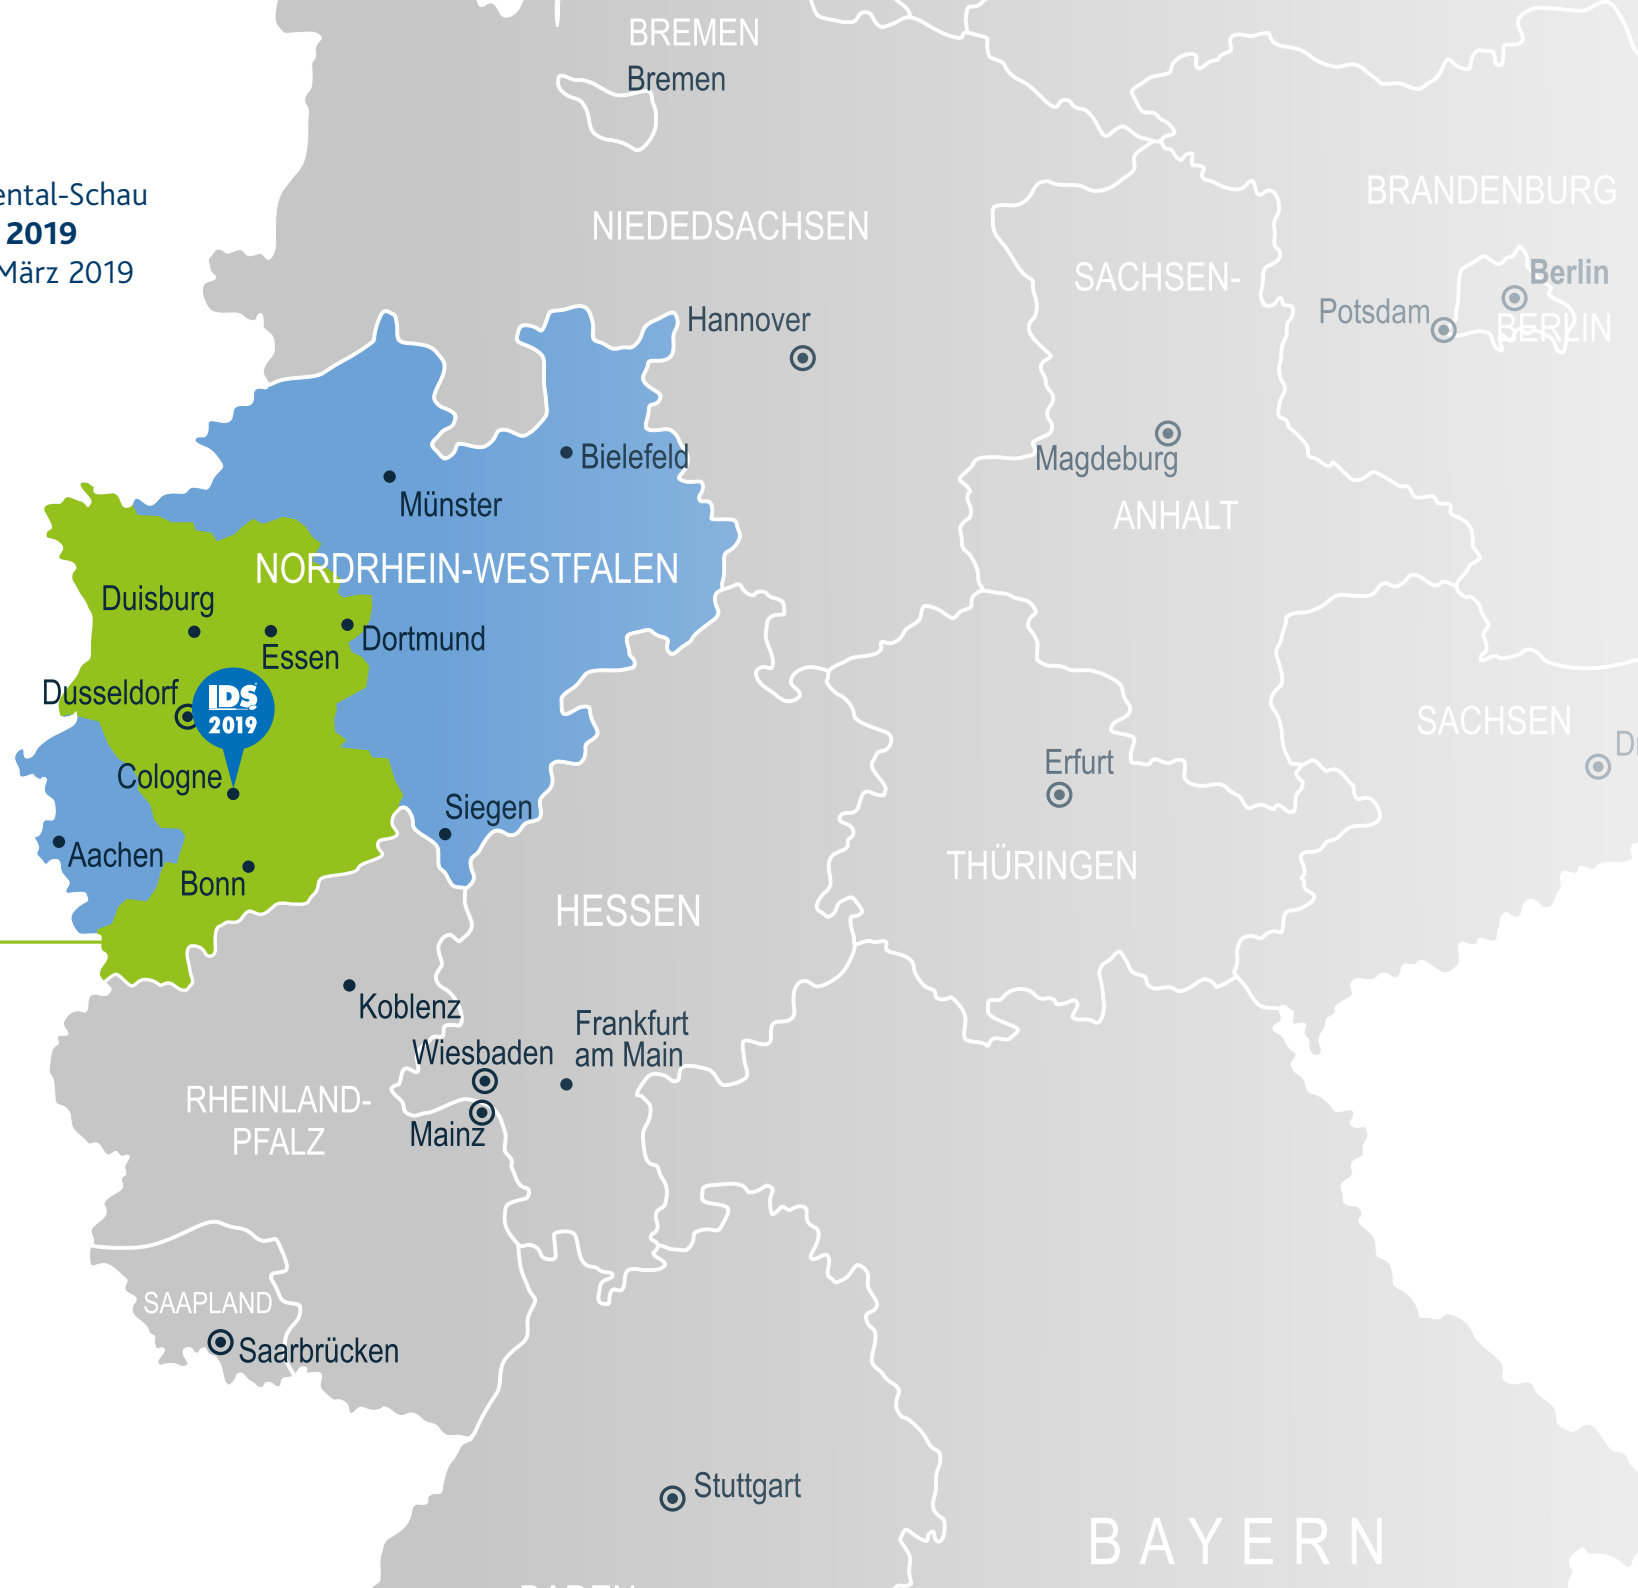 BREMEN
Bremen
ental-Schau
2019
März 2019
NIEDEDSACHSEN
BRANDENBURG
SACHSEN-
Berlin
Potsdam
BERLIN
Hannover
Magdeburg
ANHALT
Bielefeld
Münster
NORDRHEIN-WESTFALEN
Duisburg
Essen
Dortmund
Dusseldorf
IDS
2019
Cologne
Siegen
Aachen
Bonn
SACHSEN
Erfurt
THÜRINGEN
HESSEN
Koblenz
Frankfurt
am Main
Wiesbaden
Mainz
RHEINLAND-
PFALZ
SAAPLAND
Saarbrücken
Stuttgart
BAYERN